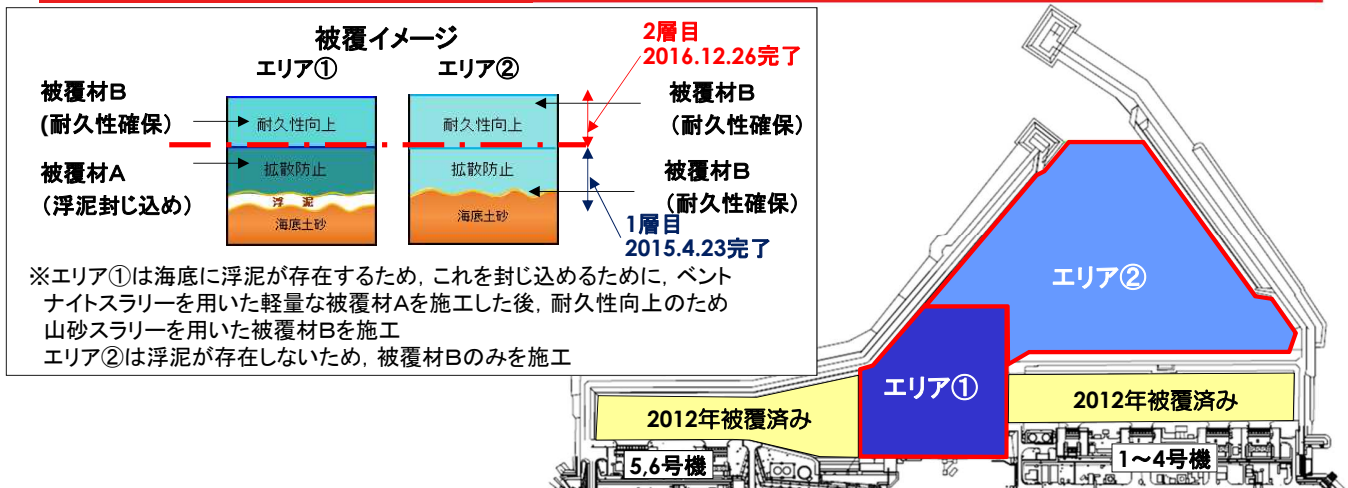 被覆イメージ
エリア①
エリア②
2層目
2016.12.26完了
被覆材B
(耐久性確保)
被覆材A
(浮泥封じ込め)
耐久性向上
拡散防止
浮 泥
海底土砂
耐久性向上
拡散防止
海底土砂
被覆材B
(耐久性確保)
被覆材B
(耐久性確保)
1層目
2015.4.23完了
※エリア①は海底に浮泥が存在するため, これを封じ込めるために, ベント
ナイトスラリーを用いた軽量な被覆材Aを施工した後, 耐久性向上のため
山砂スラリーを用いた被覆材Bを施工
エリア②は浮泥が存在しないため, 被覆材Bのみを施工
エリア②
エリア①
2012年被覆済み
2012年被覆済み
5,6号機
1～4号機